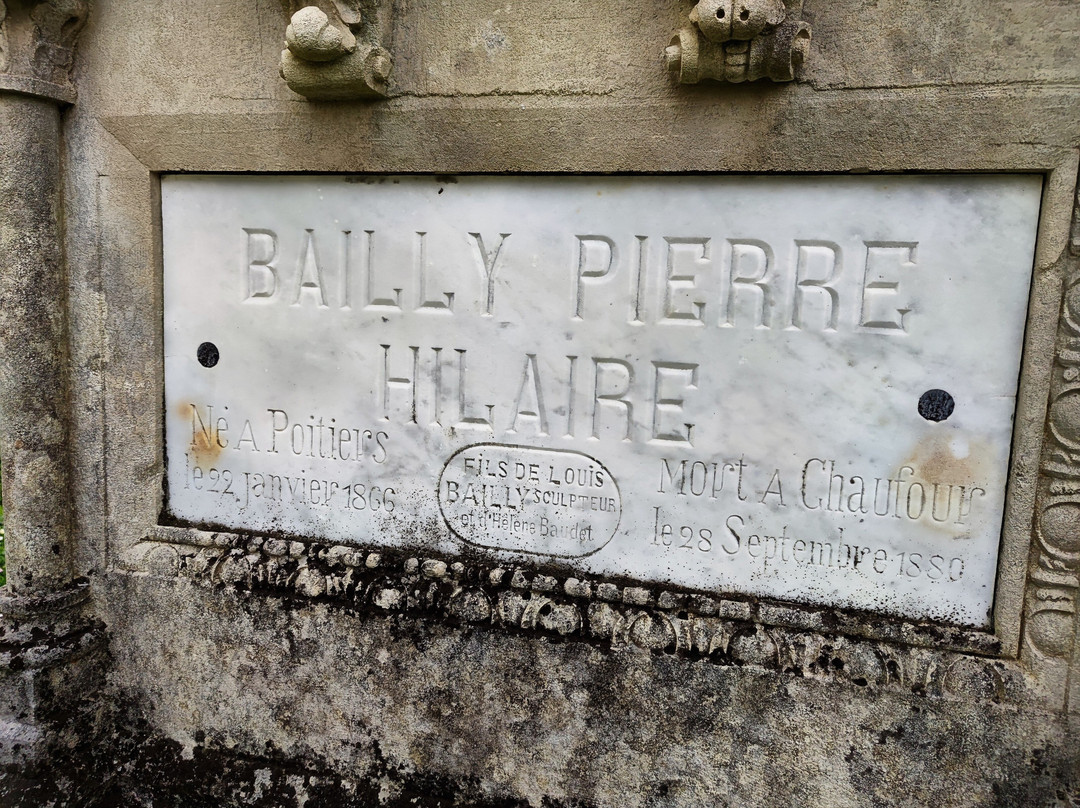 BAILLY PIERRE
HILAIRE
Né A Poitiers
le 22 janvier 1866
FILS DE LOUIS
BAILLY SCULPTEUR
et d'Hélène Baudet
Mort A Chaufour
le 28 Septembre 1889